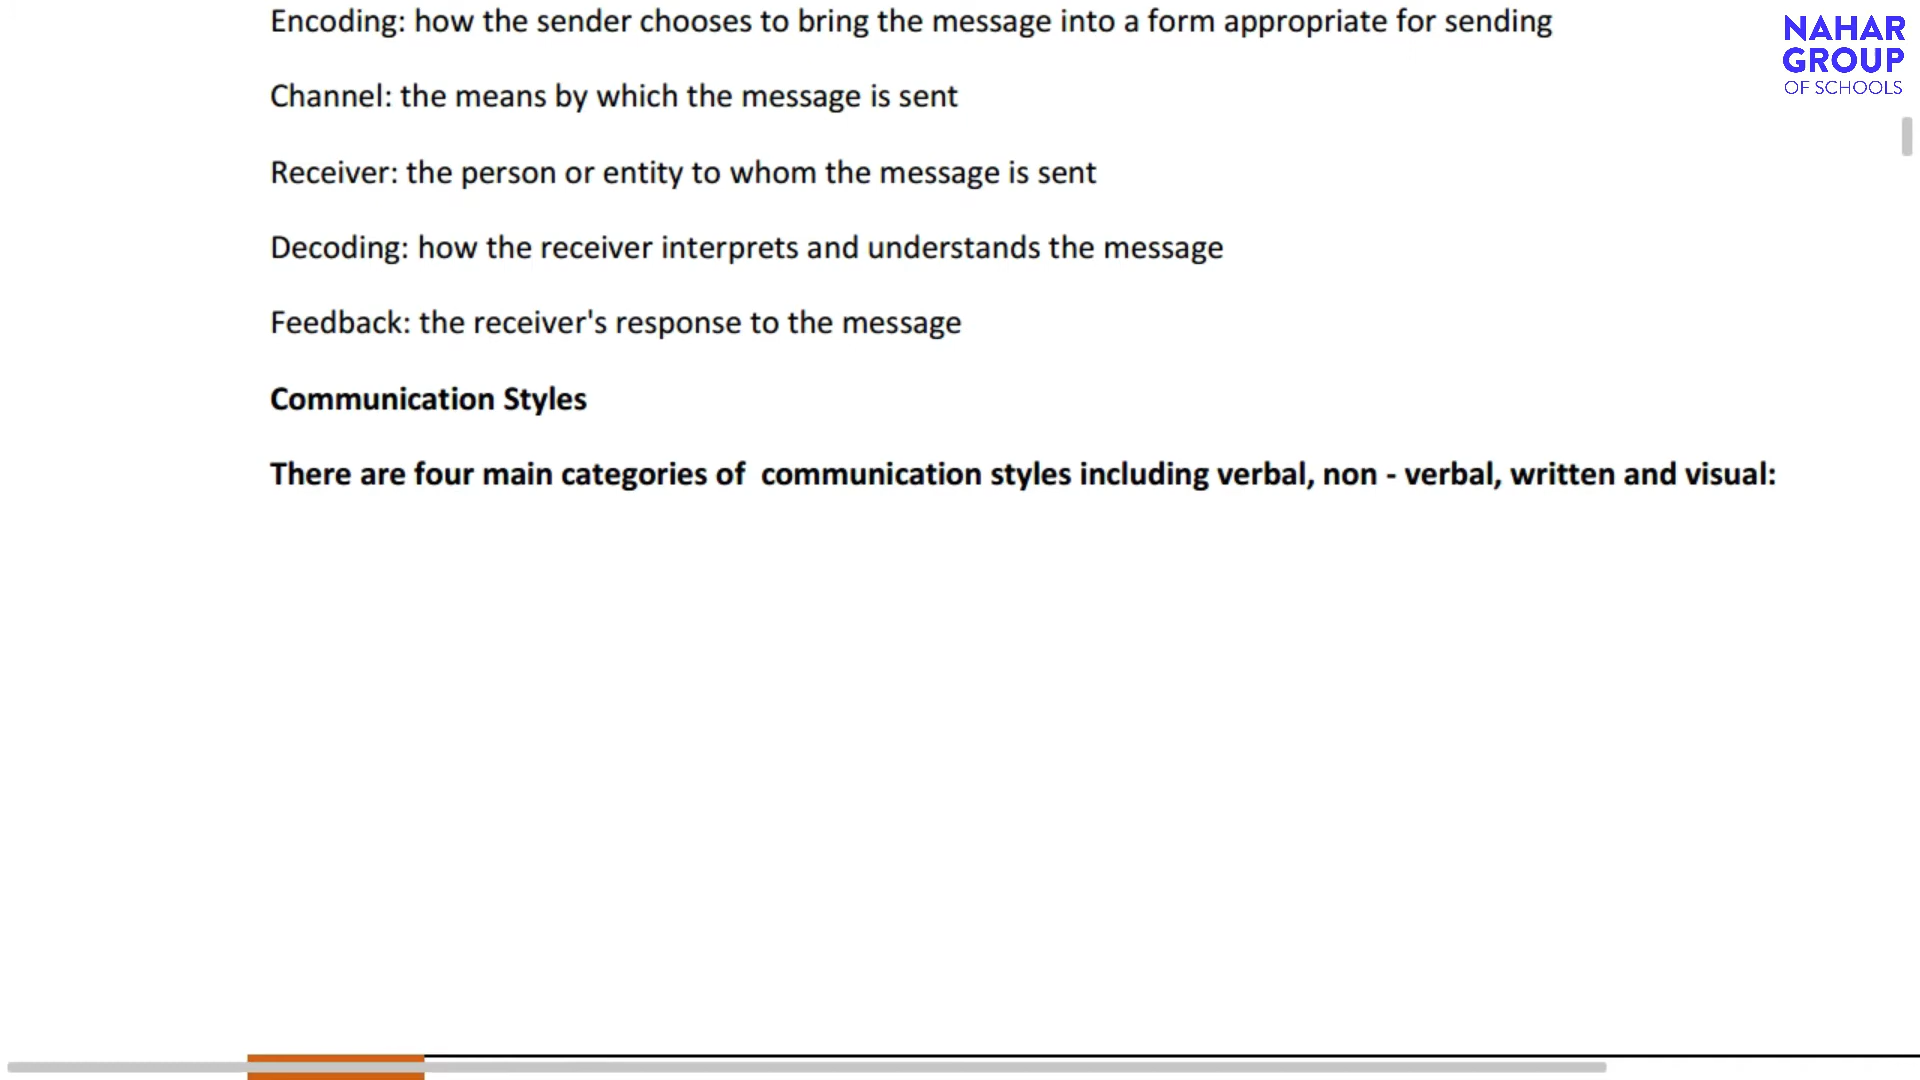 Encoding: how the sender chooses to bring the message into a form appropriate for sending
NAHAR
GROUP
OF SCHOOLS
Channel: the means by which the message is sent
Receiver: the person or entity to whom the message is sent
Decoding: how the receiver interprets and understands the message
Feedback: the receiver's response to the message
Communication Styles
There are four main categories of  communication styles including verbal, non - verbal, written and visual: